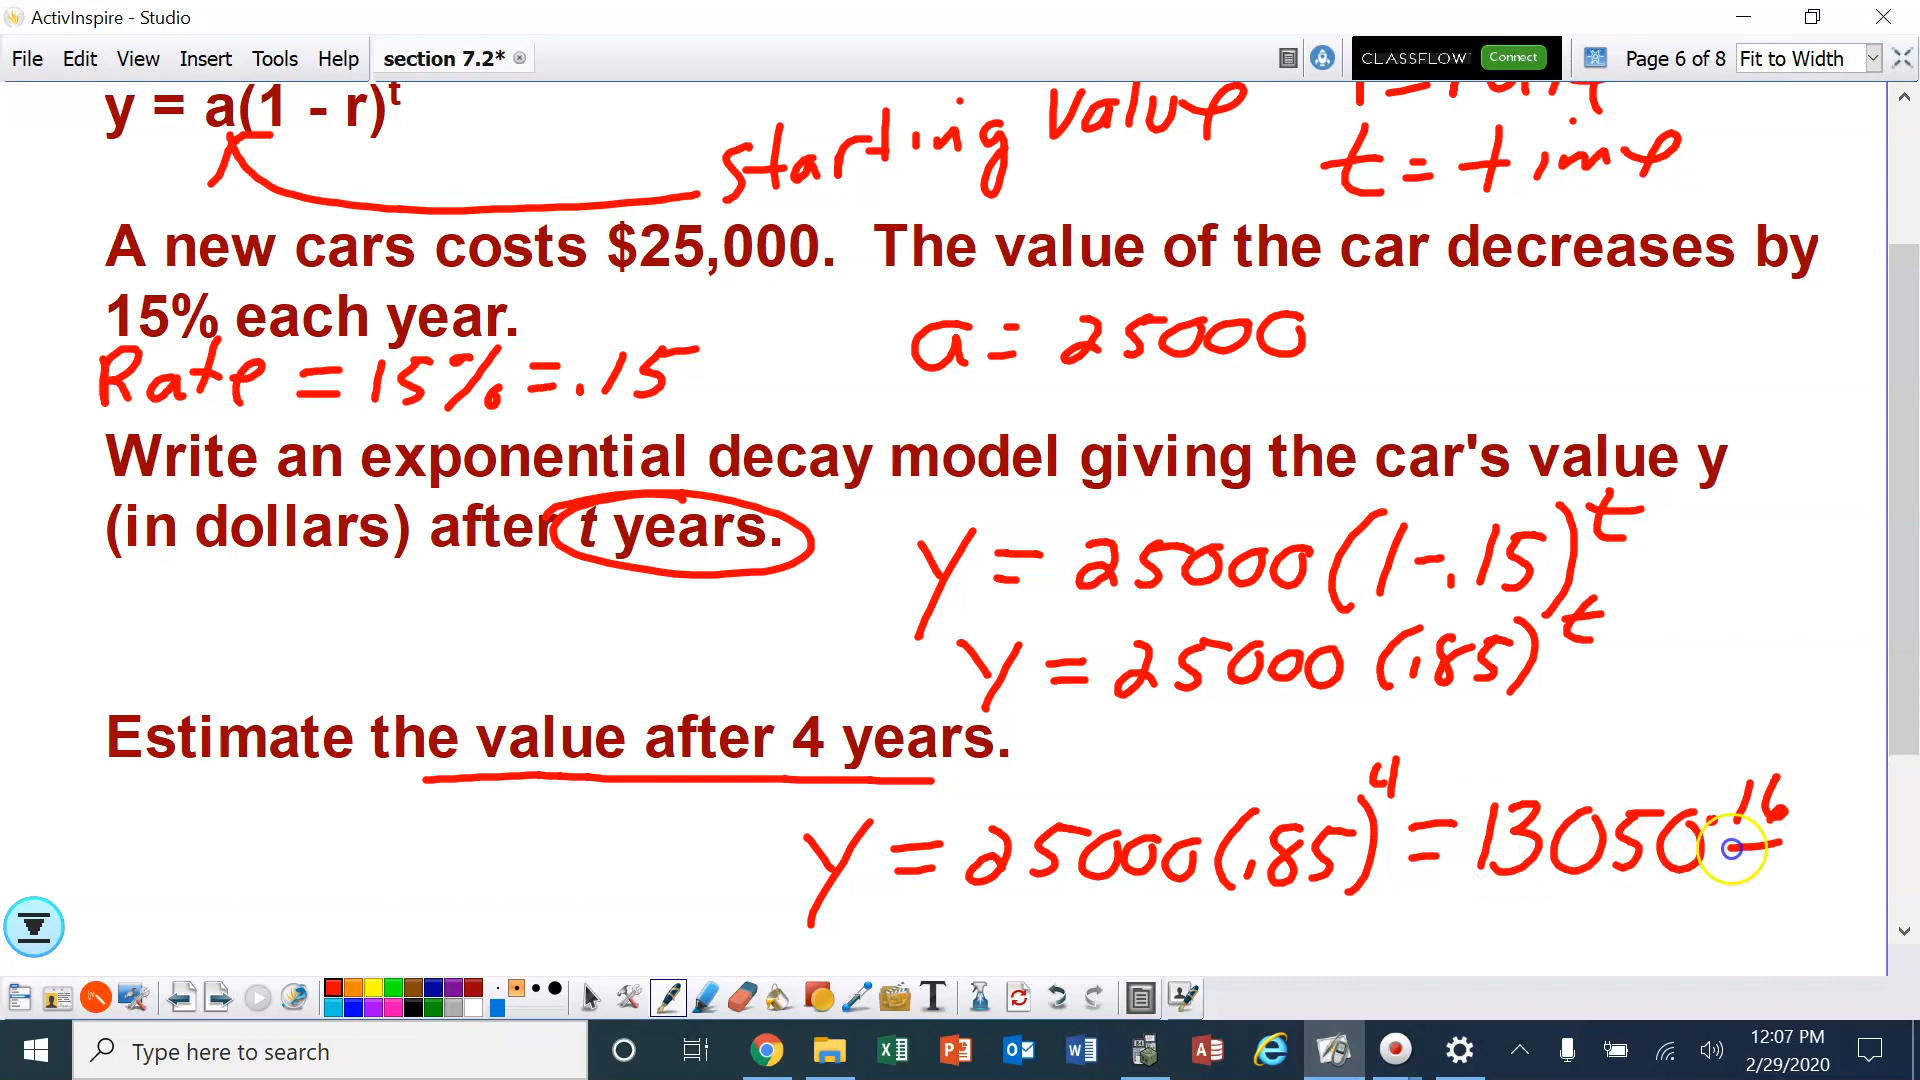 ActivInspire - Studio
File Edit View Insert Tools Help section 7.2* CLASSFLOW Connect Page 6 of 8 Fit to Width
y = a(1 - r)^t
starting value
t = time
A new cars costs $25,000. The value of the car decreases by
15% each year.
a = 25000
Rate = 15% = .15
Write an exponential decay model giving the car's value y
(in dollars) after t years.
y = 25000(1-.15)^t
y = 25000(.85)^t
Estimate the value after 4 years.
y = 25000(.85)^4 = 13050.16
Type here to search
12:07 PM
2/29/2020